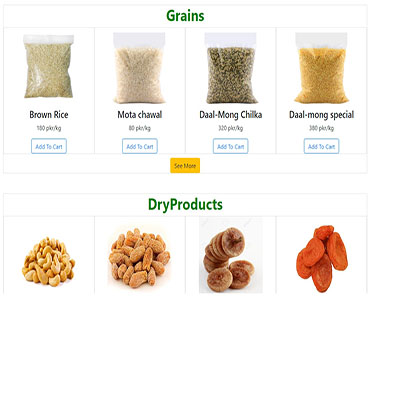 Grains
Brown Rice
Mota chawal
Daal-Mong Chilka
Daal-mong special
180 pkr/kg
80 pkr/kg
320 pkr/kg
380 pkr/kg
Add To Cart
Add To Cart
Add To Cart
Add To Cart
See More
DryProducts